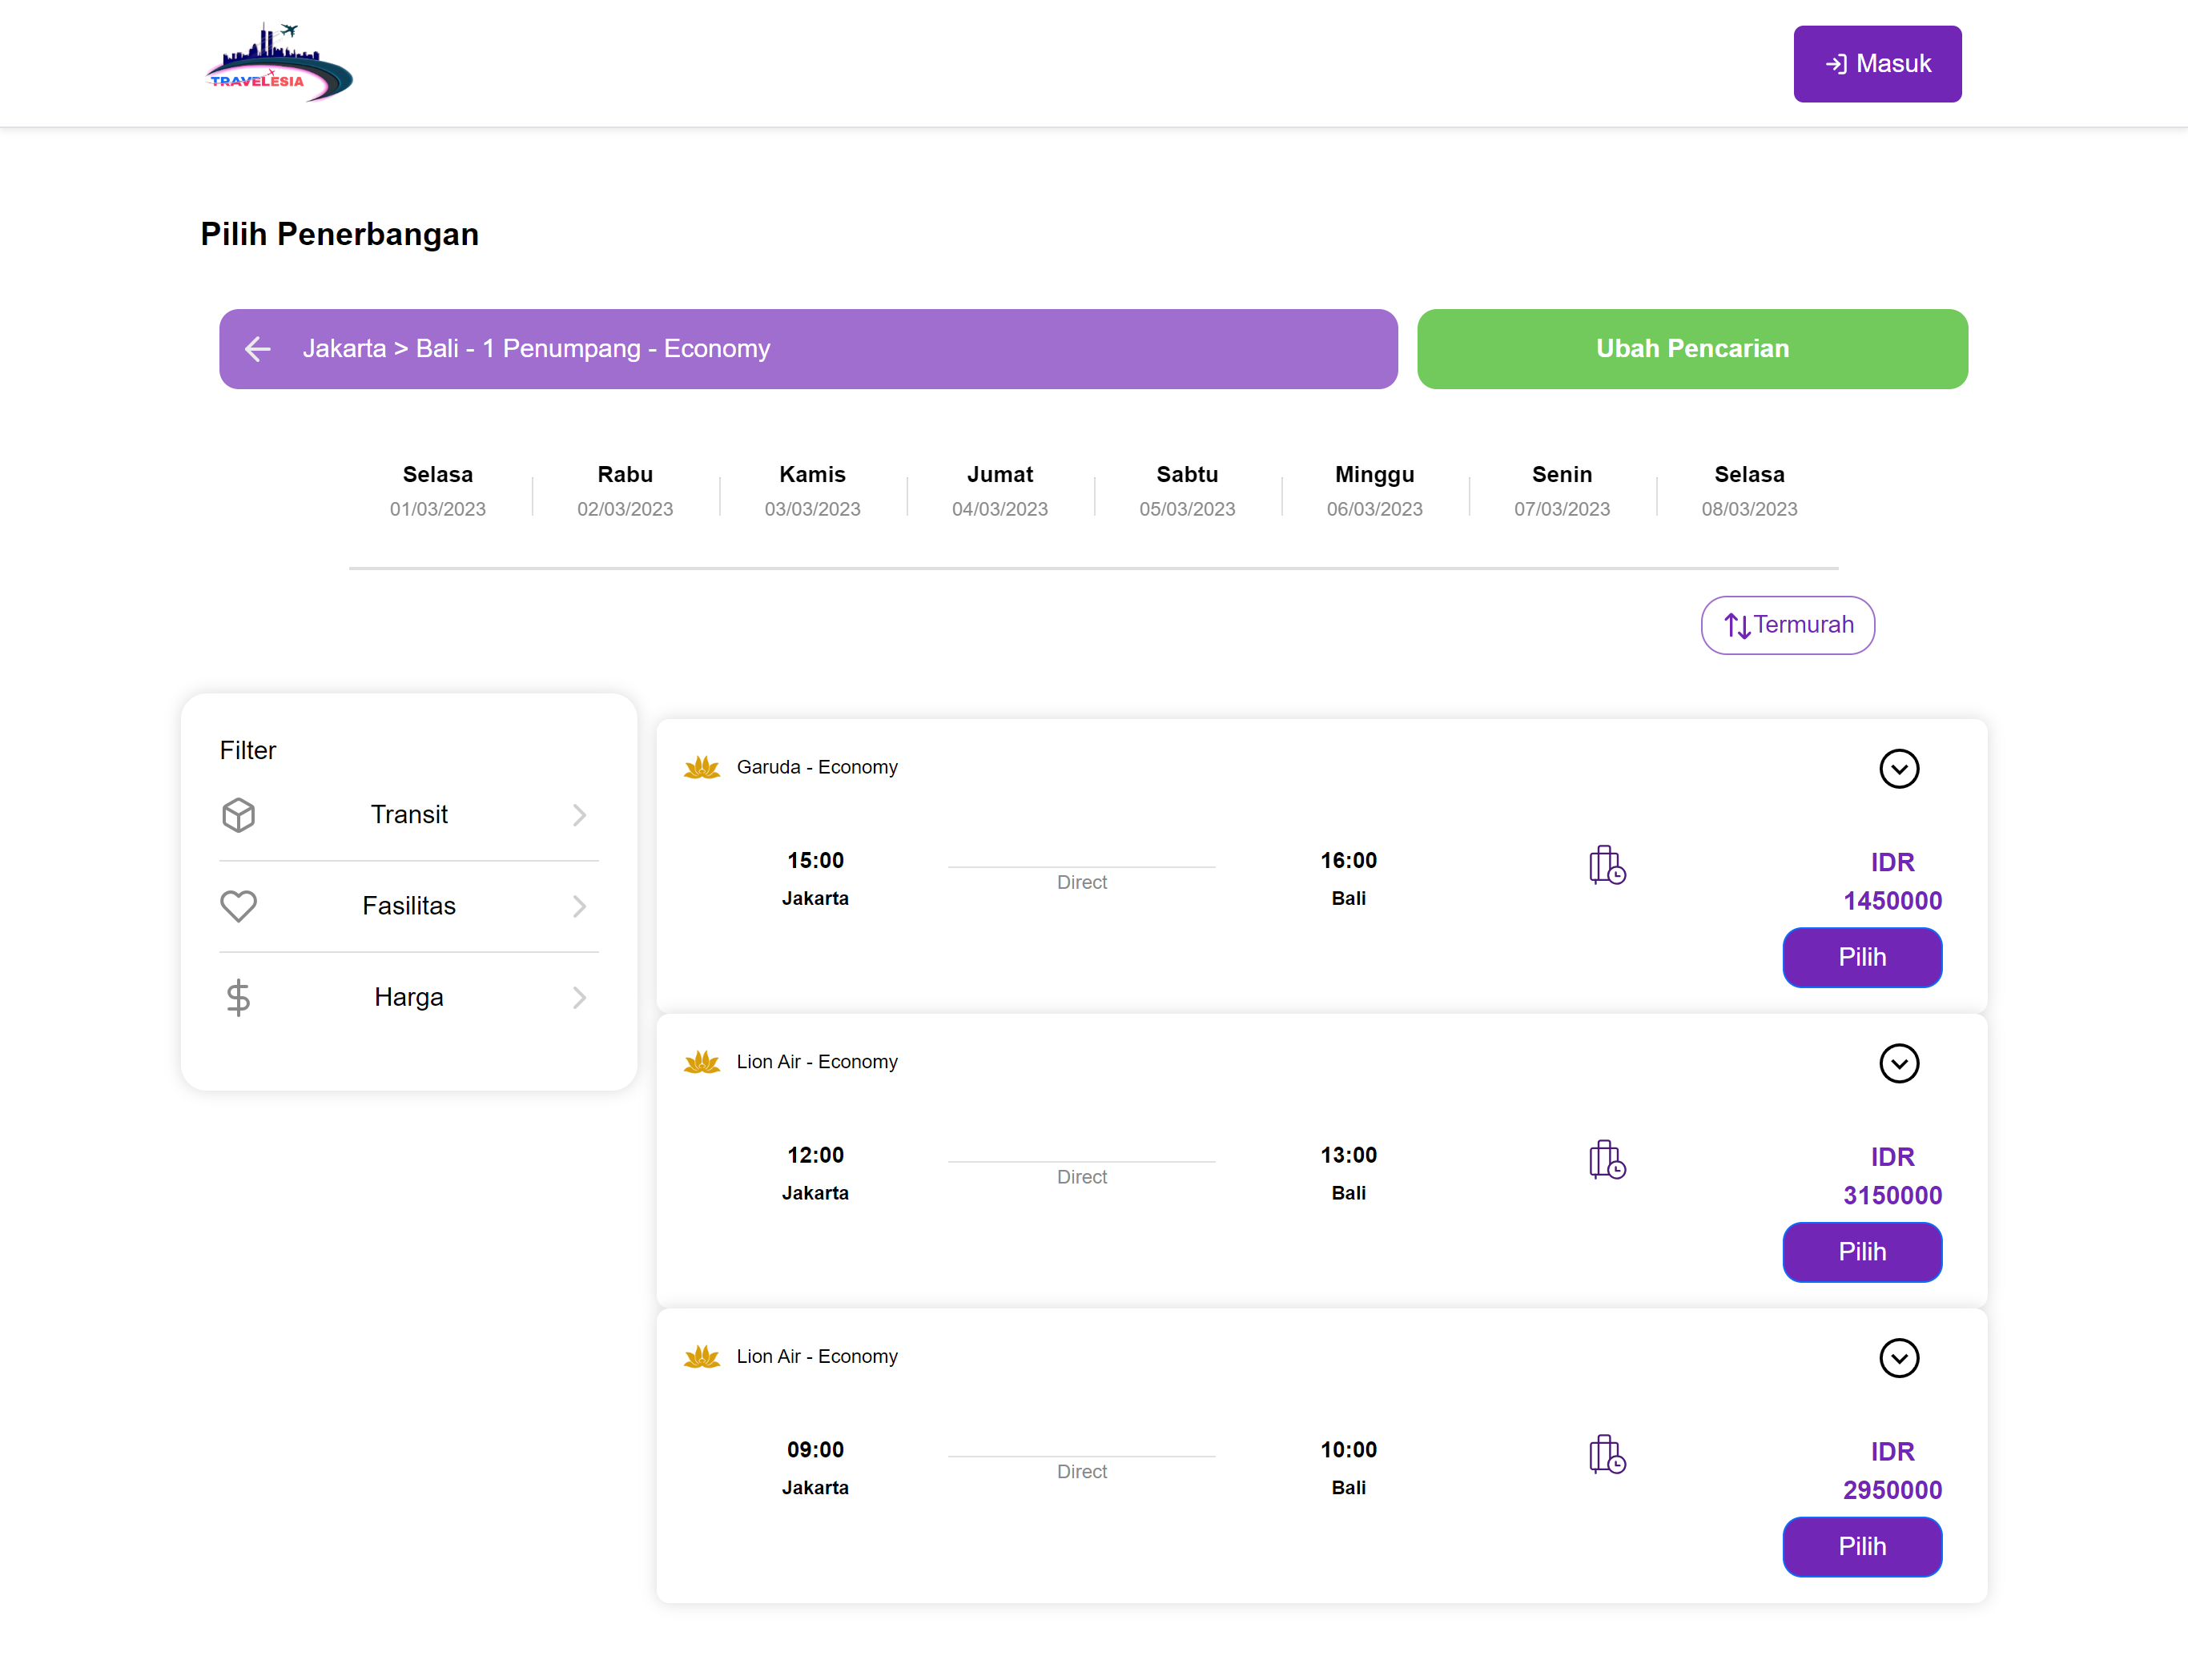 TRAVELESIA
Masuk
Pilih Penerbangan
Jakarta > Bali - 1 Penumpang - Economy
Ubah Pencarian
Selasa Rabu Kamis Jumat Sabtu Minggu Senin Selasa
01/03/2023 02/03/2023 03/03/2023 04/03/2023 05/03/2023 06/03/2023 07/03/2023 08/03/2023
Termurah
Filter
Transit
Fasilitas
Harga
Garuda - Economy
15:00 16:00 IDR
Direct
Jakarta Bali 1450000
Pilih
Lion Air - Economy
12:00 13:00 IDR
Direct
Jakarta Bali 3150000
Pilih
Lion Air - Economy
09:00 10:00 IDR
Direct
Jakarta Bali 2950000
Pilih